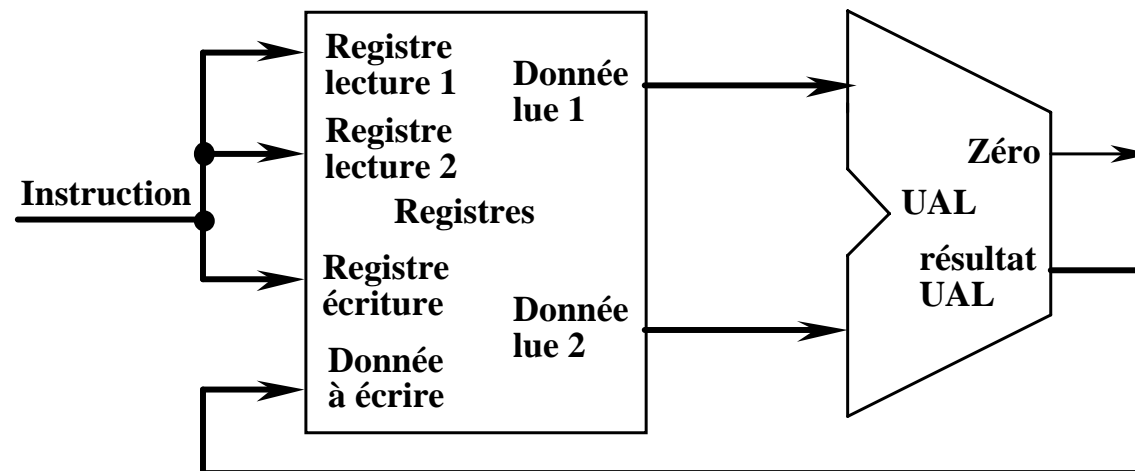 Instruction
Registre
lecture 1
Registre
lecture 2
Registres
Registre
écriture
Donnée
à écrire
Donnée
lue 1
Donnée
lue 2
Zéro
UAL
résultat
UAL